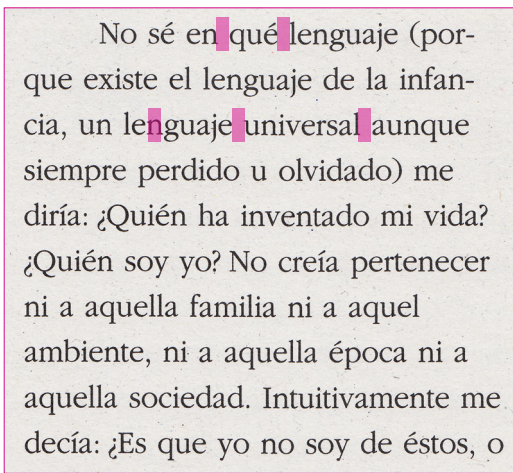 No sé en qué lenguaje (por-
que existe el lenguaje de la infan-
cia, un lenguaje universal aunque
siempre perdido u olvidado) me
diría: ¿Quién ha inventado mi vida?
¿Quién soy yo? No creía pertenecer
ni a aquella familia ni a aquel
ambiente, ni a aquella época ni a
aquella sociedad. Intuitivamente me
decía: ¿Es que yo no soy de éstos, o